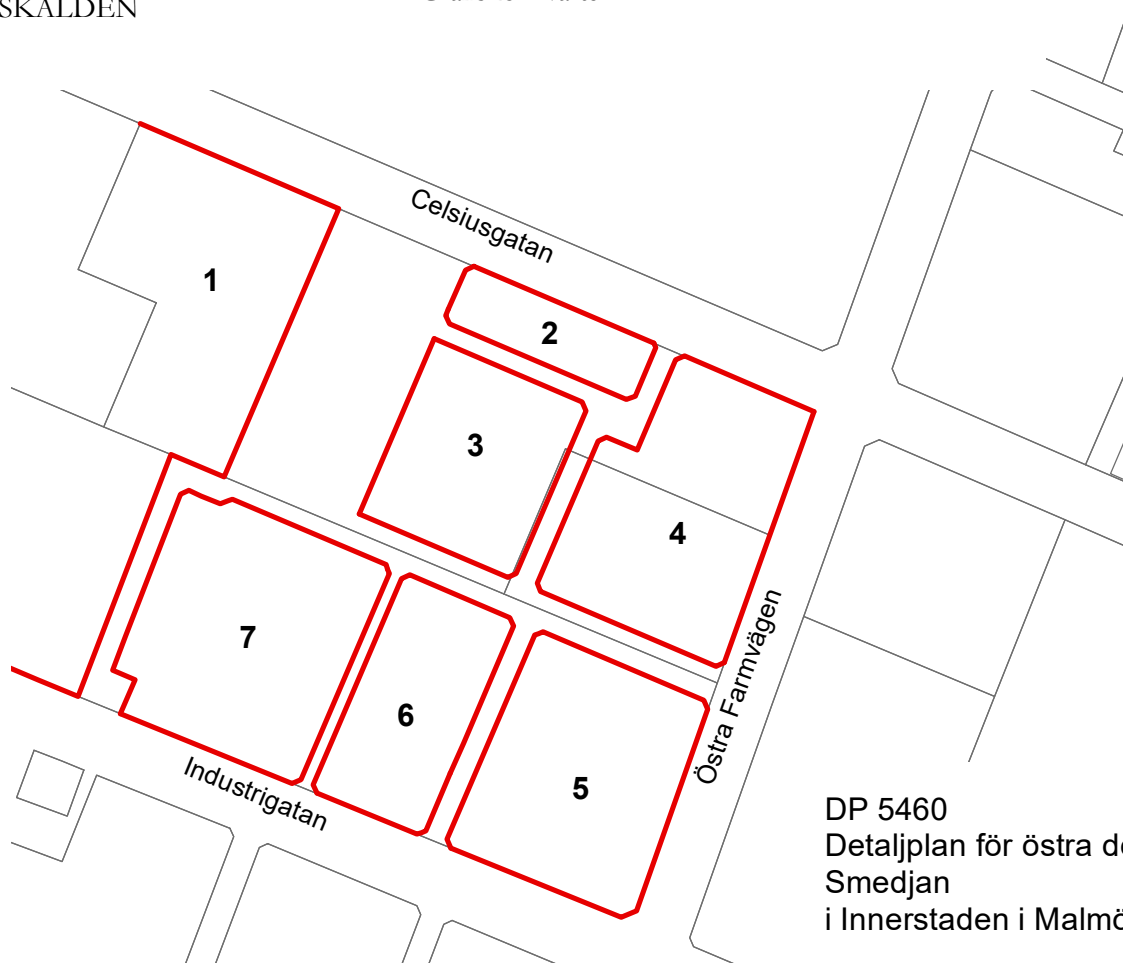 SKALDEN
Celsiusgatan
1
2
3
4
Östra Farmvägen
7
6
5
Industrigatan
DP 5460
Detaljplan för östra
Smedjan
i Innerstaden i Malmö